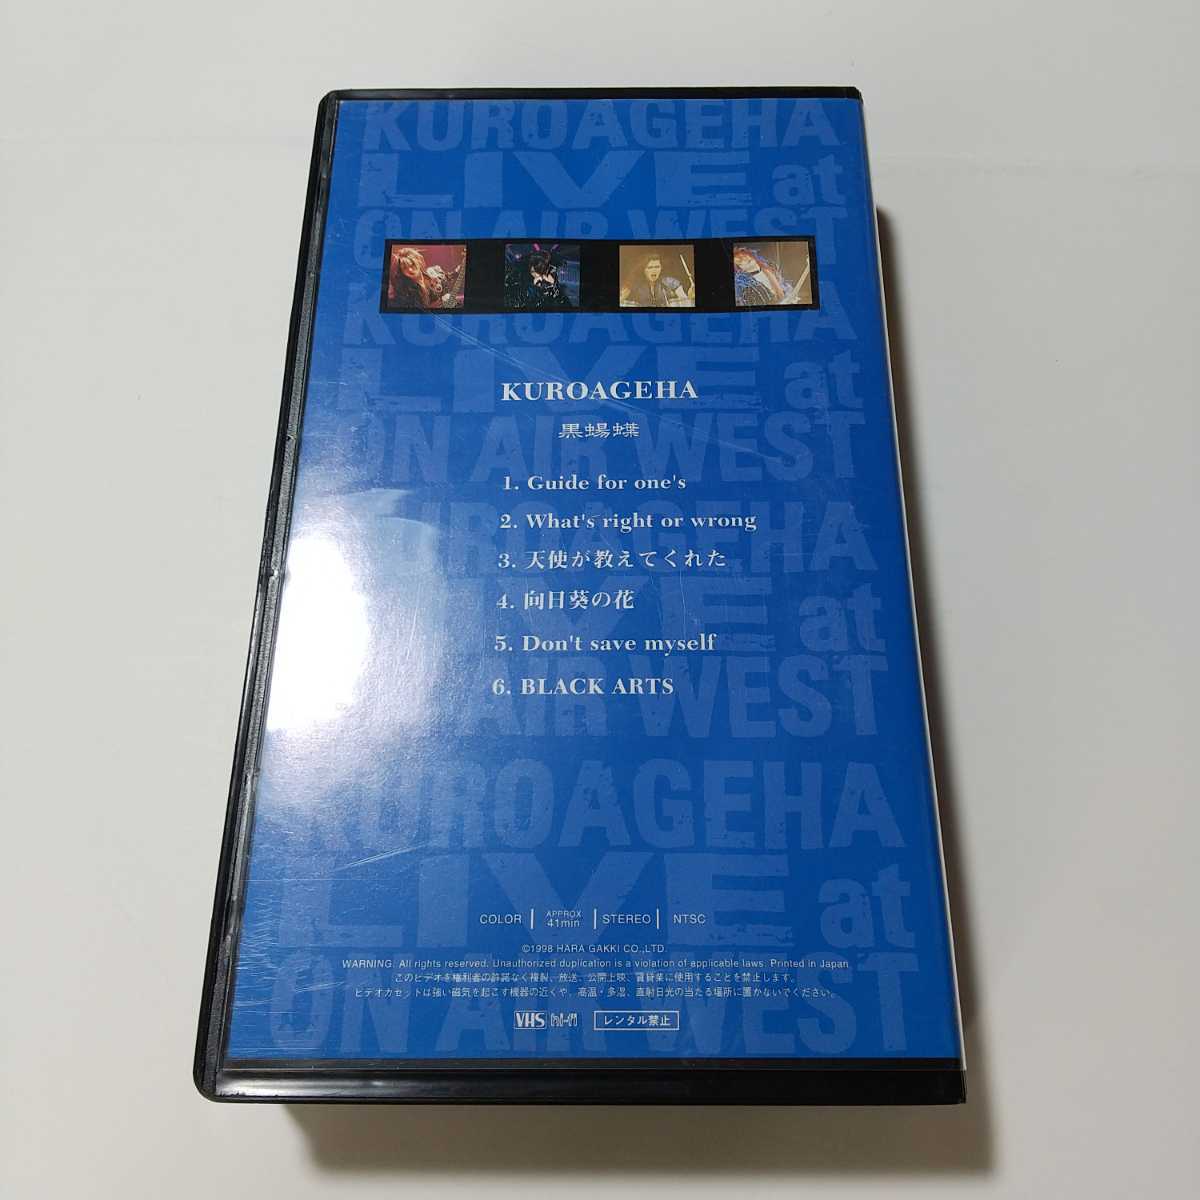 KUROAGEHA
LIVE at
ON AIR WEST
KUROAGEHA
LIVE at
ON AIR WEST
KUROAGEHA
黒蝪蝶
KUROAGEHA
LIVE at
ON AIR WEST
1. Guide for one's
2. What's right or wrong
3. 天使が教えてくれた
4. 向日葵の花
5. Don't save myself
6. BLACK ARTS
KUROAGEHA
LIVE at
ON AIR WEST
COLOR | APPROX 41min | STEREO | NTSC
©1998 HARA GAKKI CO.,LTD.
WARNING: All rights reserved. Unauthorized duplication is a violation of applicable laws. Printed in Japan
このビデオを権利者の許諾なく複製、放送、公開上映、賃貸業に使用することを禁止します。
ビデオカセットは強い磁気を起こす機器の近くや、高温・多湿、直射日光の当たる場所に置かないでください。
VHS hi-fi レンタル禁止